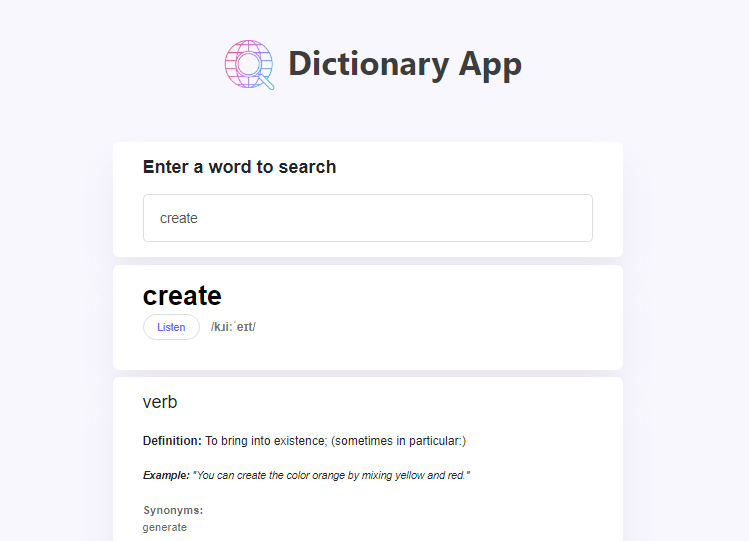 Dictionary App
Enter a word to search
create
create
Listen /kɹiːˈeɪt/
verb
Definition: To bring into existence; (sometimes in particular:)
Example: "You can create the color orange by mixing yellow and red."
Synonyms:
generate